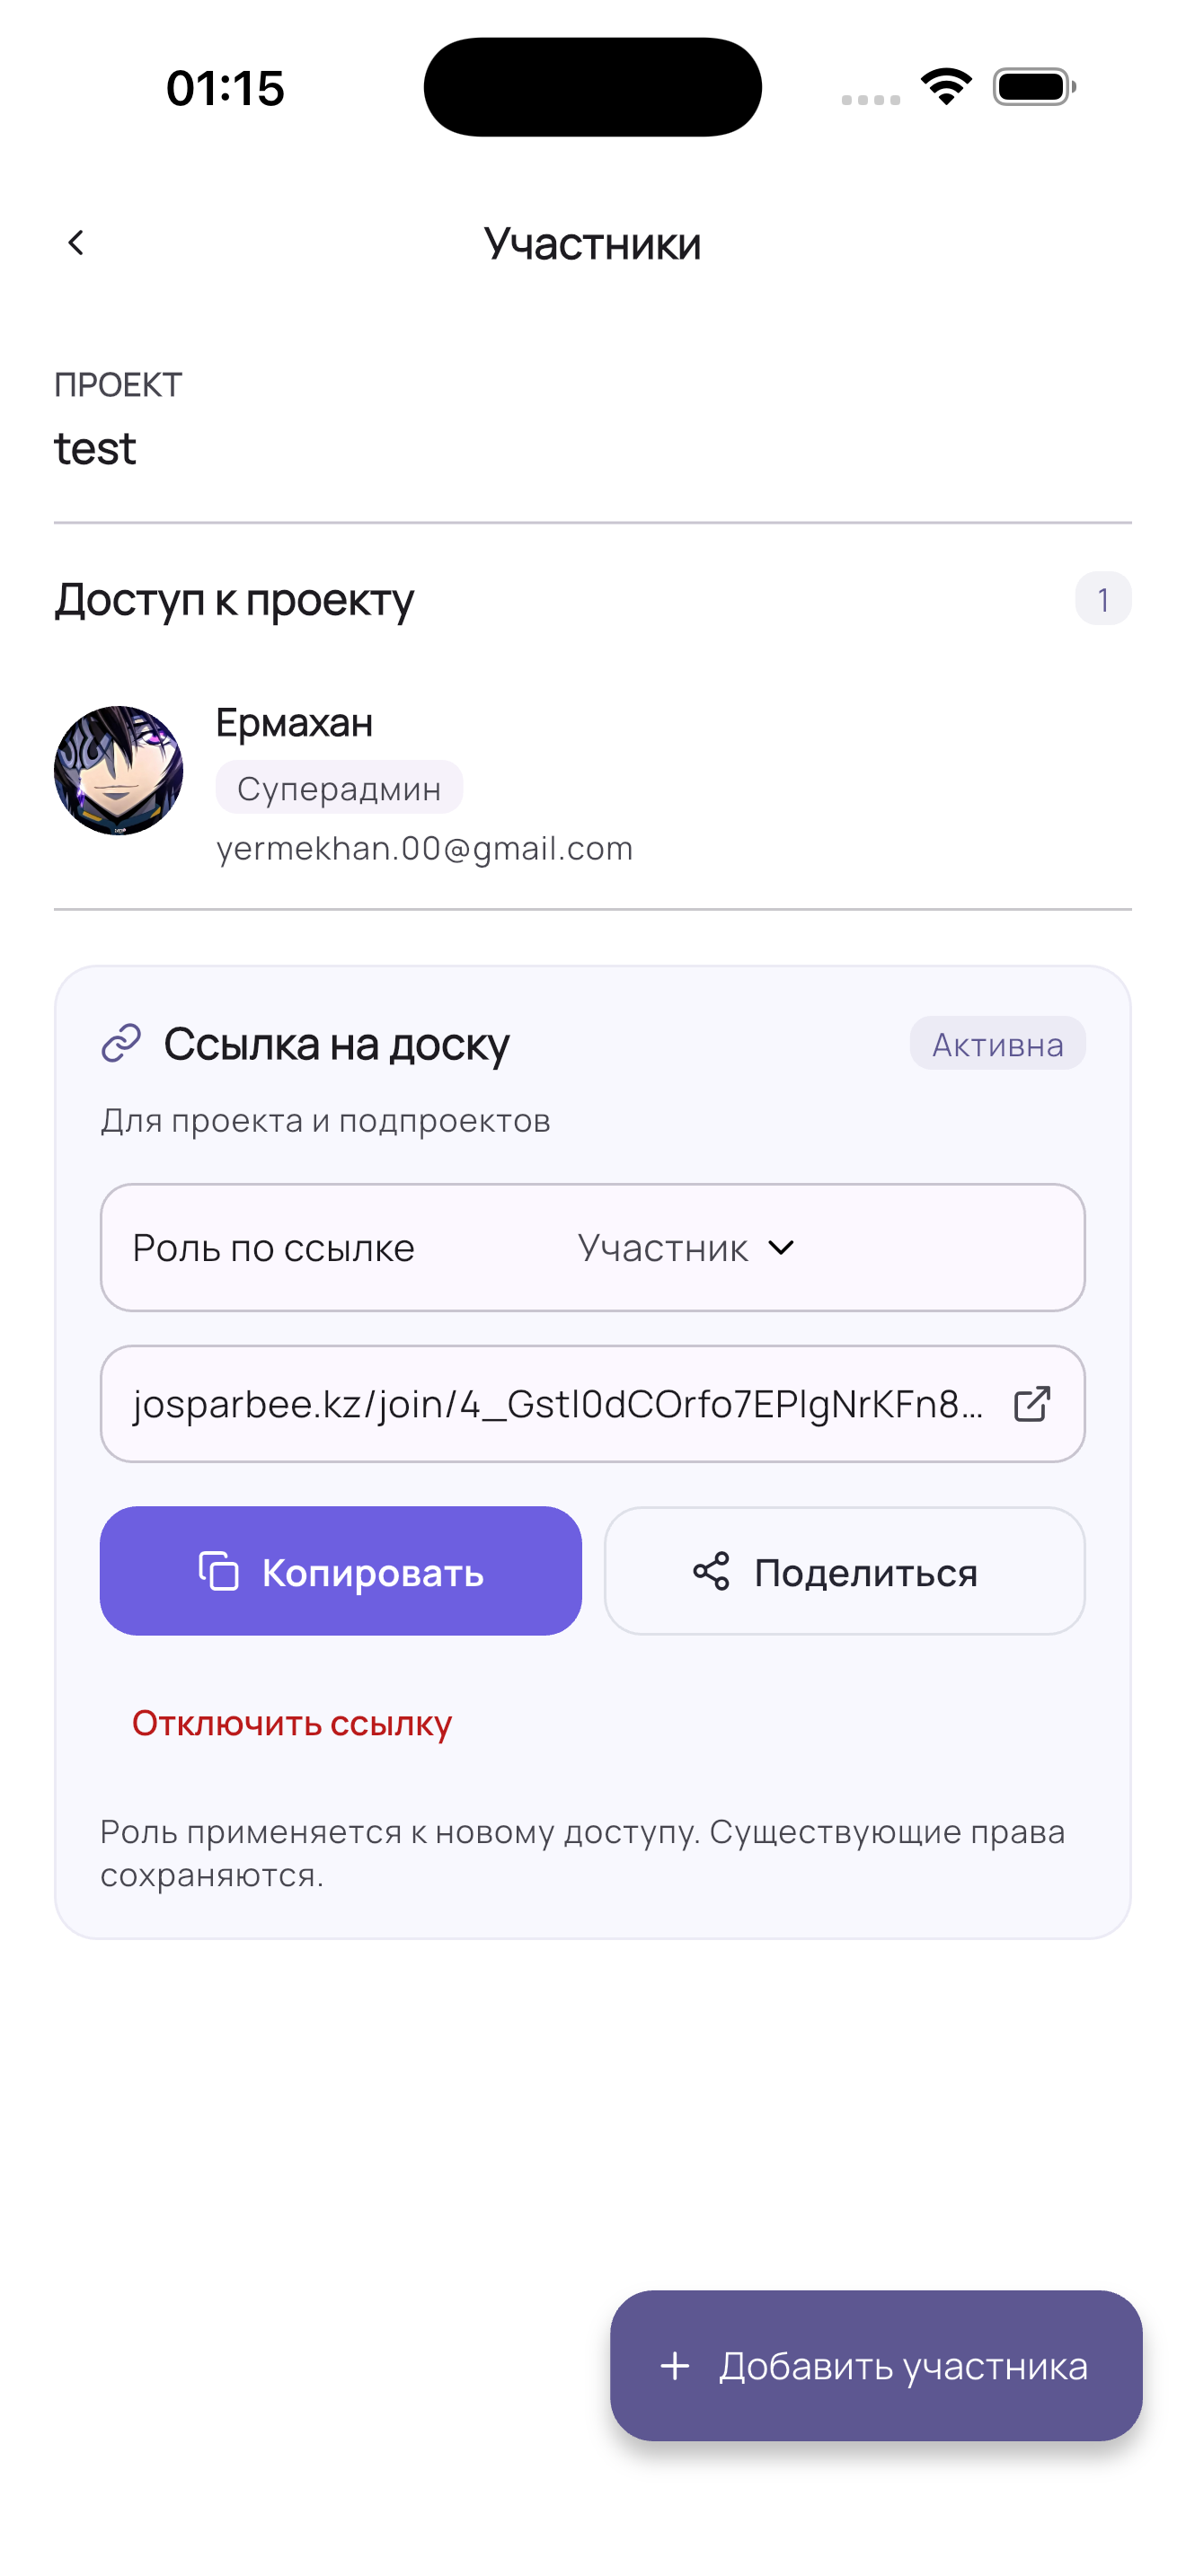 01:15
Участники
ПРОЕКТ
test
Доступ к проекту
1
Ермахан
Суперадмин
yermekhan.00@gmail.com
Ссылка на доску
Активна
Для проекта и подпроектов
Роль по ссылке
Участник
josparbee.kz/join/4_Gstl0dCOrfo7EPlgNrKFn8...
Копировать
Поделиться
Отключить ссылку
Роль применяется к новому доступу. Существующие права
сохраняются.
+ Добавить участника